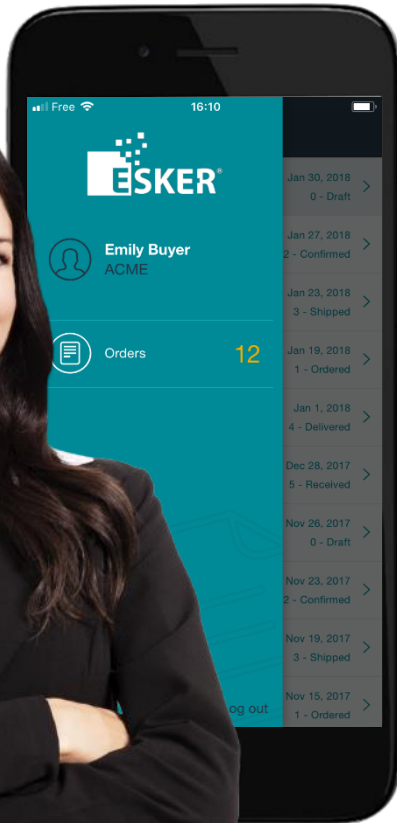 Free
16:10
ESKER®
Emily Buyer
ACME
Orders
12
Jan 30, 2018
0 - Draft
Jan 27, 2018
2 - Confirmed
Jan 23, 2018
3 - Shipped
Jan 19, 2018
1 - Ordered
Jan 1, 2018
4 - Delivered
Dec 28, 2017
5 - Received
Nov 26, 2017
0 - Draft
Nov 23, 2017
2 - Confirmed
Nov 19, 2017
3 - Shipped
Nov 15, 2017
1 - Ordered
og out